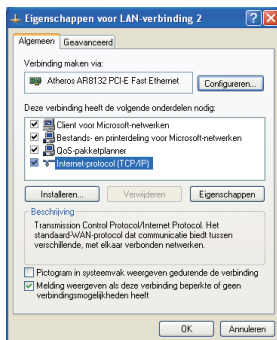 Eigenschappen voor LAN-verbinding 2
Algemeen Geavanceerd
Verbinding maken via:
Atheros AR8132 PCI-E Fast Ethernet
Configureren...
Deze verbinding heeft de volgende onderdelen nodig:
Client voor Microsoft-netwerken
Bestands- en printerdeling voor Microsoft-netwerken
QoS-pakketplanner
Internet-protocol (TCP/IP)
Installeren... Verwijderen Eigenschappen
Beschrijving
Transmission Control Protocol/Internet Protocol. Het
standaard-WAN-protocol dat communicatie biedt tussen
verschillende, met elkaar verbonden netwerken.
Pictogram in systeemvak weergeven gedurende de verbinding
Melding weergeven als deze verbinding beperkte of geen
verbindingsmogelijkheden heeft
OK Annuleren